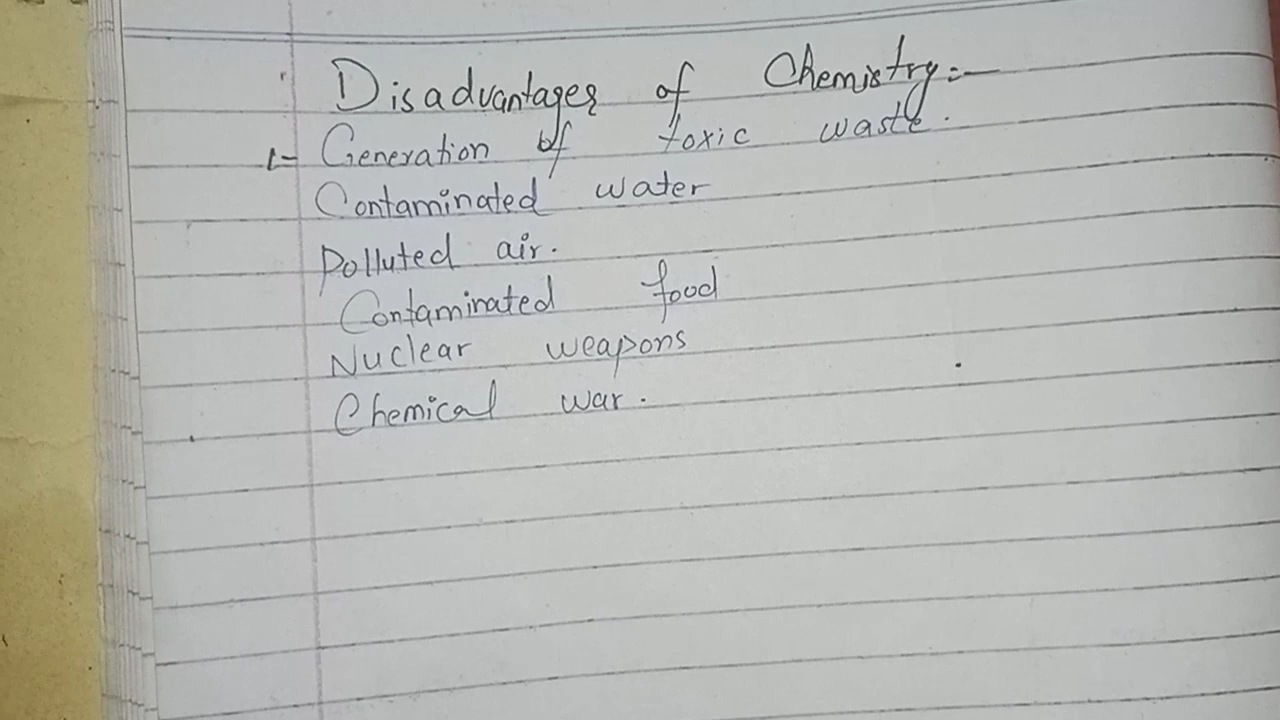 Disadvantages of Chemistry:-
1- Generation of toxic waste.
Contaminated water
Polluted air.
Contaminated food
Nuclear weapons
Chemical war.